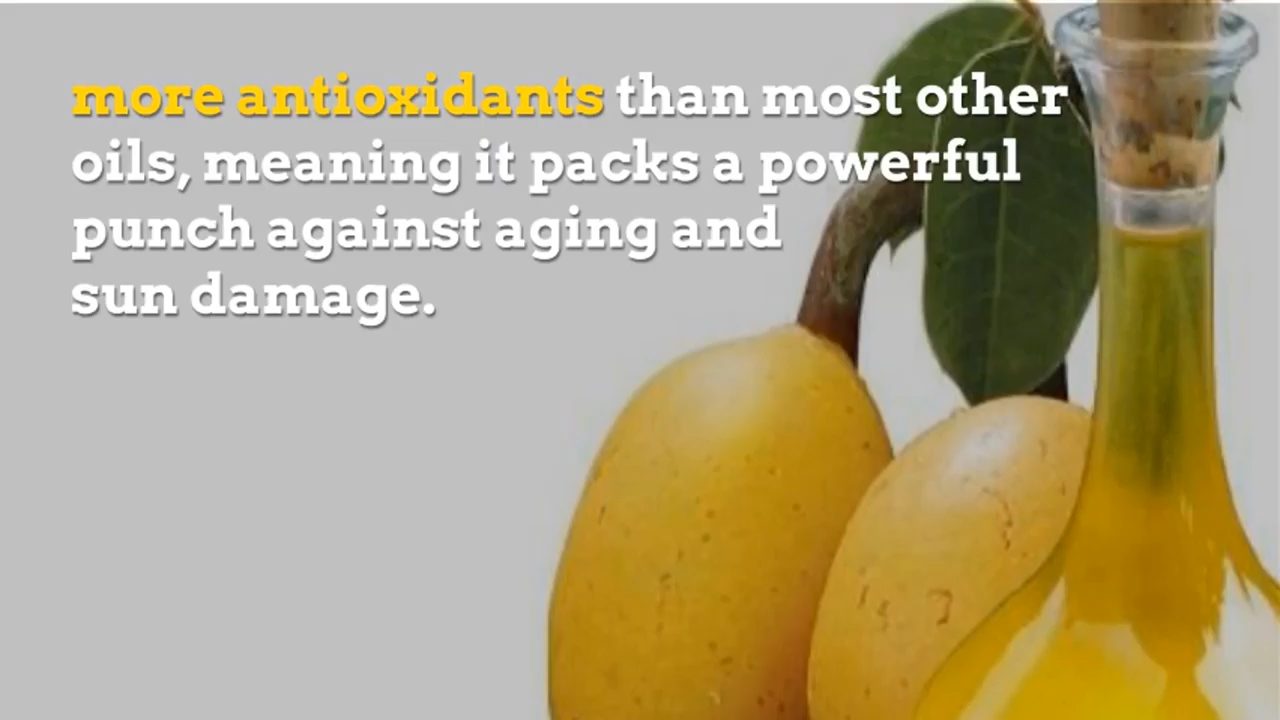 more antioxidants than most other
oils, meaning it packs a powerful
punch against aging and
sun damage.